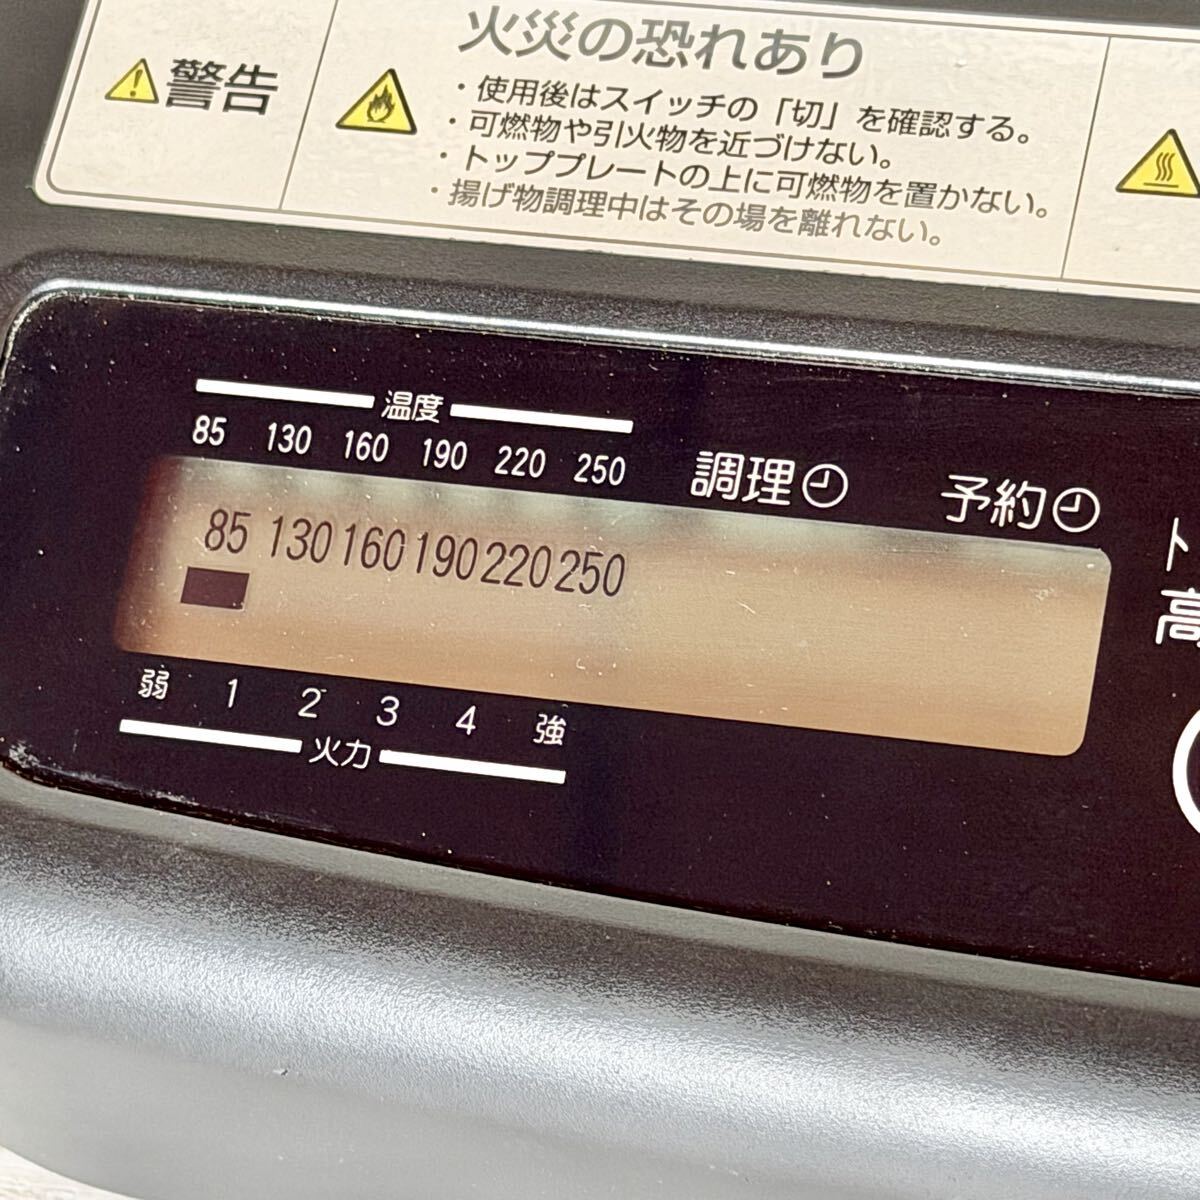 火災の恐れあり
警告
・使用後はスイッチの「切」を確認する。
・可燃物や引火物を近づけない。
・トッププレートの上に可燃物を置かない。
・揚げ物調理中はその場を離れない。
温度
85 130 160 190 220 250
調理 予約
85 130 160 190 220 250
弱 1 2 3 4 強
火力
ト
高